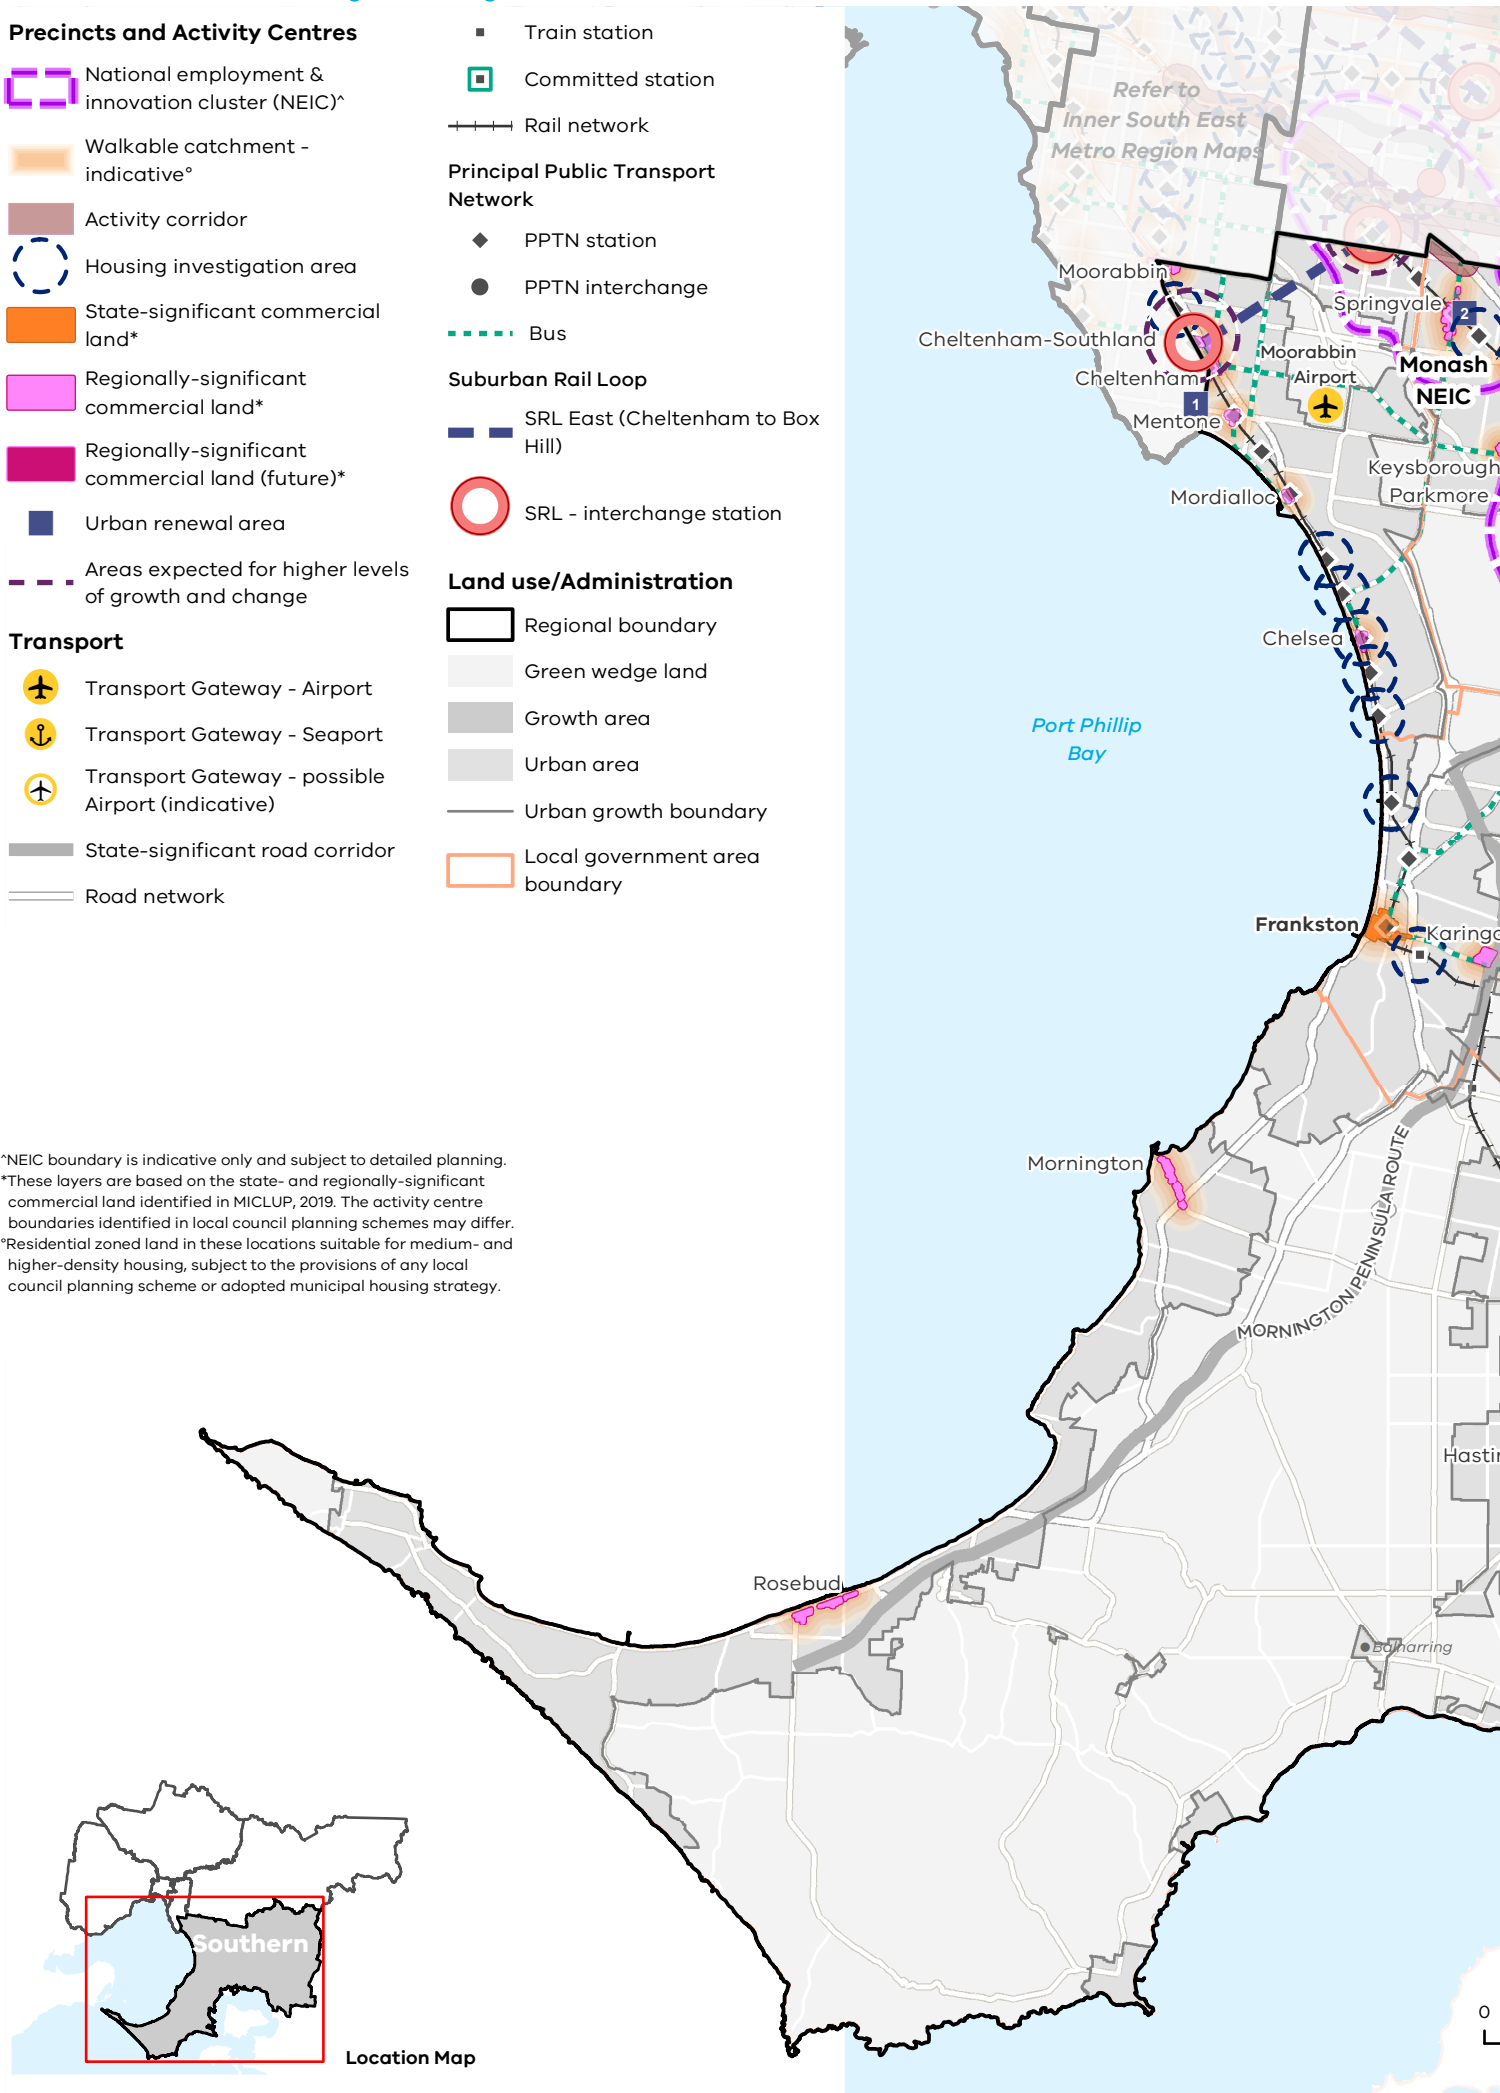 Precincts and Activity Centres
National employment &
innovation cluster (NEIC)^
Walkable catchment -
indicative°
Activity corridor
Housing investigation area
State-significant commercial
land*
Regionally-significant
commercial land*
Regionally-significant
commercial land (future)*
Urban renewal area
Areas expected for higher levels
of growth and change
Transport
Transport Gateway - Airport
Transport Gateway - Seaport
Transport Gateway - possible
Airport (indicative)
State-significant road corridor
Road network
Train station
Committed station
Rail network
Principal Public Transport
Network
PPTN station
PPTN interchange
Bus
Suburban Rail Loop
SRL East (Cheltenham to Box
Hill)
SRL - interchange station
Land use/Administration
Regional boundary
Green wedge land
Growth area
Urban area
Urban growth boundary
Local government area
boundary
^NEIC boundary is indicative only and subject to detailed planning.
*These layers are based on the state- and regionally-significant
commercial land identified in MICLUP, 2019. The activity centre
boundaries identified in local council planning schemes may differ.
°Residential zoned land in these locations suitable for medium- and
higher-density housing, subject to the provisions of any local
council planning scheme or adopted municipal housing strategy.
Refer to
Inner South East
Metro Region Maps
Moorabbin
Springvale
2
Cheltenham-Southland
Moorabbin
Airport
Monash
NEIC
Cheltenham
1
Mentone
Keysborough
Parkmore
Mordialloc
Chelsea
Port Phillip
Bay
Frankston
Karinga
Mornington
MORNINGTON PENINSULA ROUTE
Hastin
Rosebud
Balnarring
Southern
Location Map
0